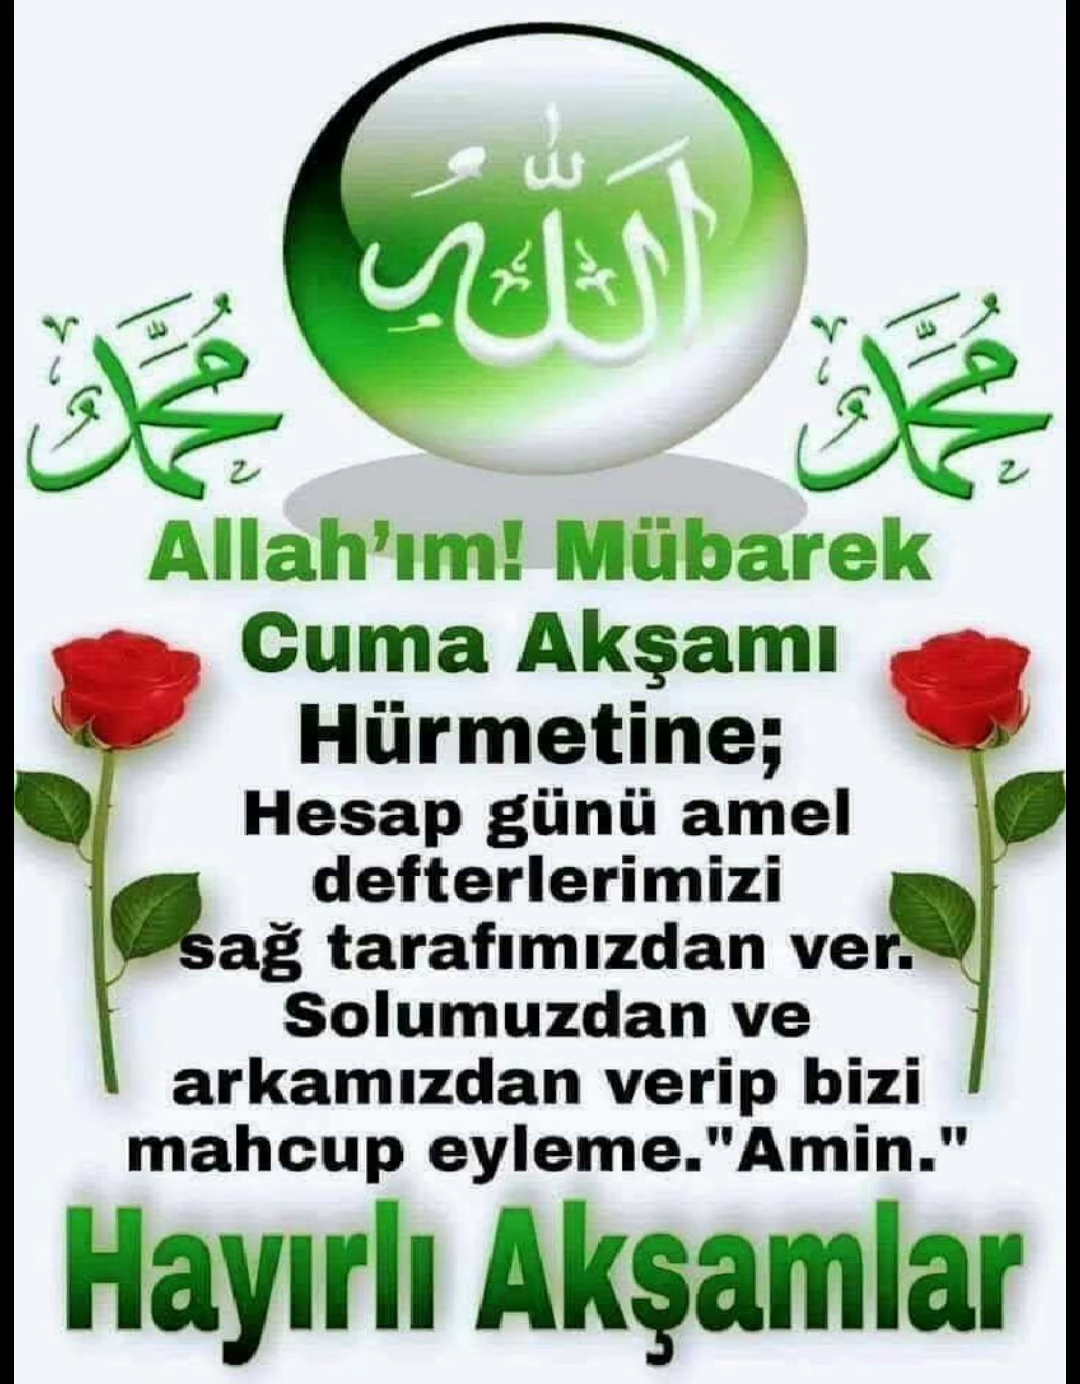 اللهُ
محمد محمد
Allah'ım! Mübarek
Cuma Akşamı
Hürmetine;
Hesap günü amel
defterlerimizi
sağ tarafımızdan ver.
Solumuzdan ve
arkamızdan verip bizi
mahcup eyleme."Amin."
Hayırlı Akşamlar